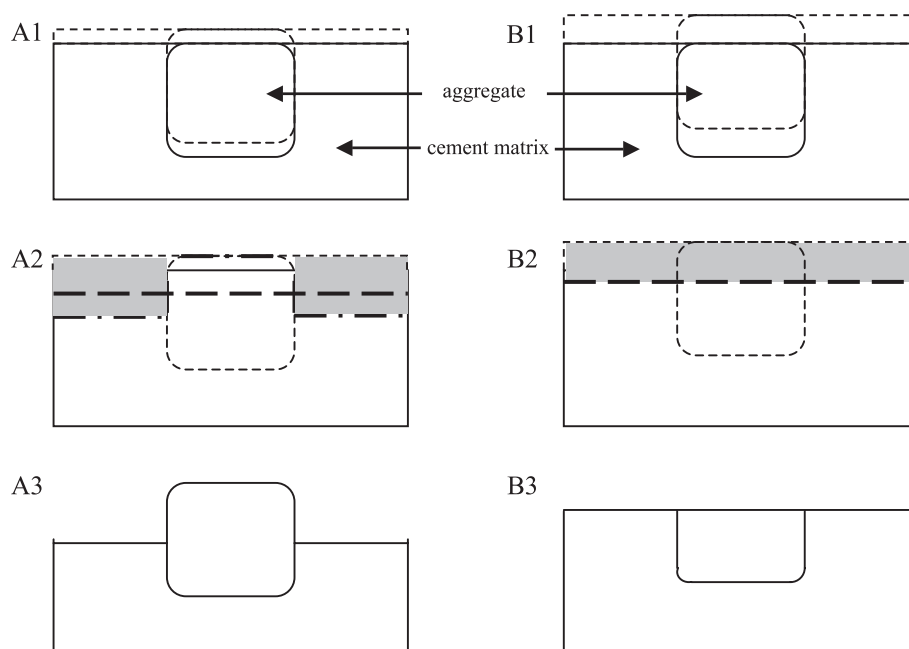 A1
B1
aggregate
cement matrix
A2
B2
A3
B3